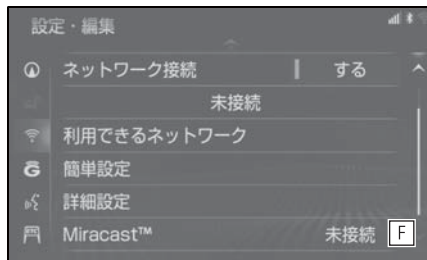 設定・編集
ネットワーク接続 する
未接続
利用できるネットワーク
簡単設定
詳細設定
Miracast™ 未接続 F